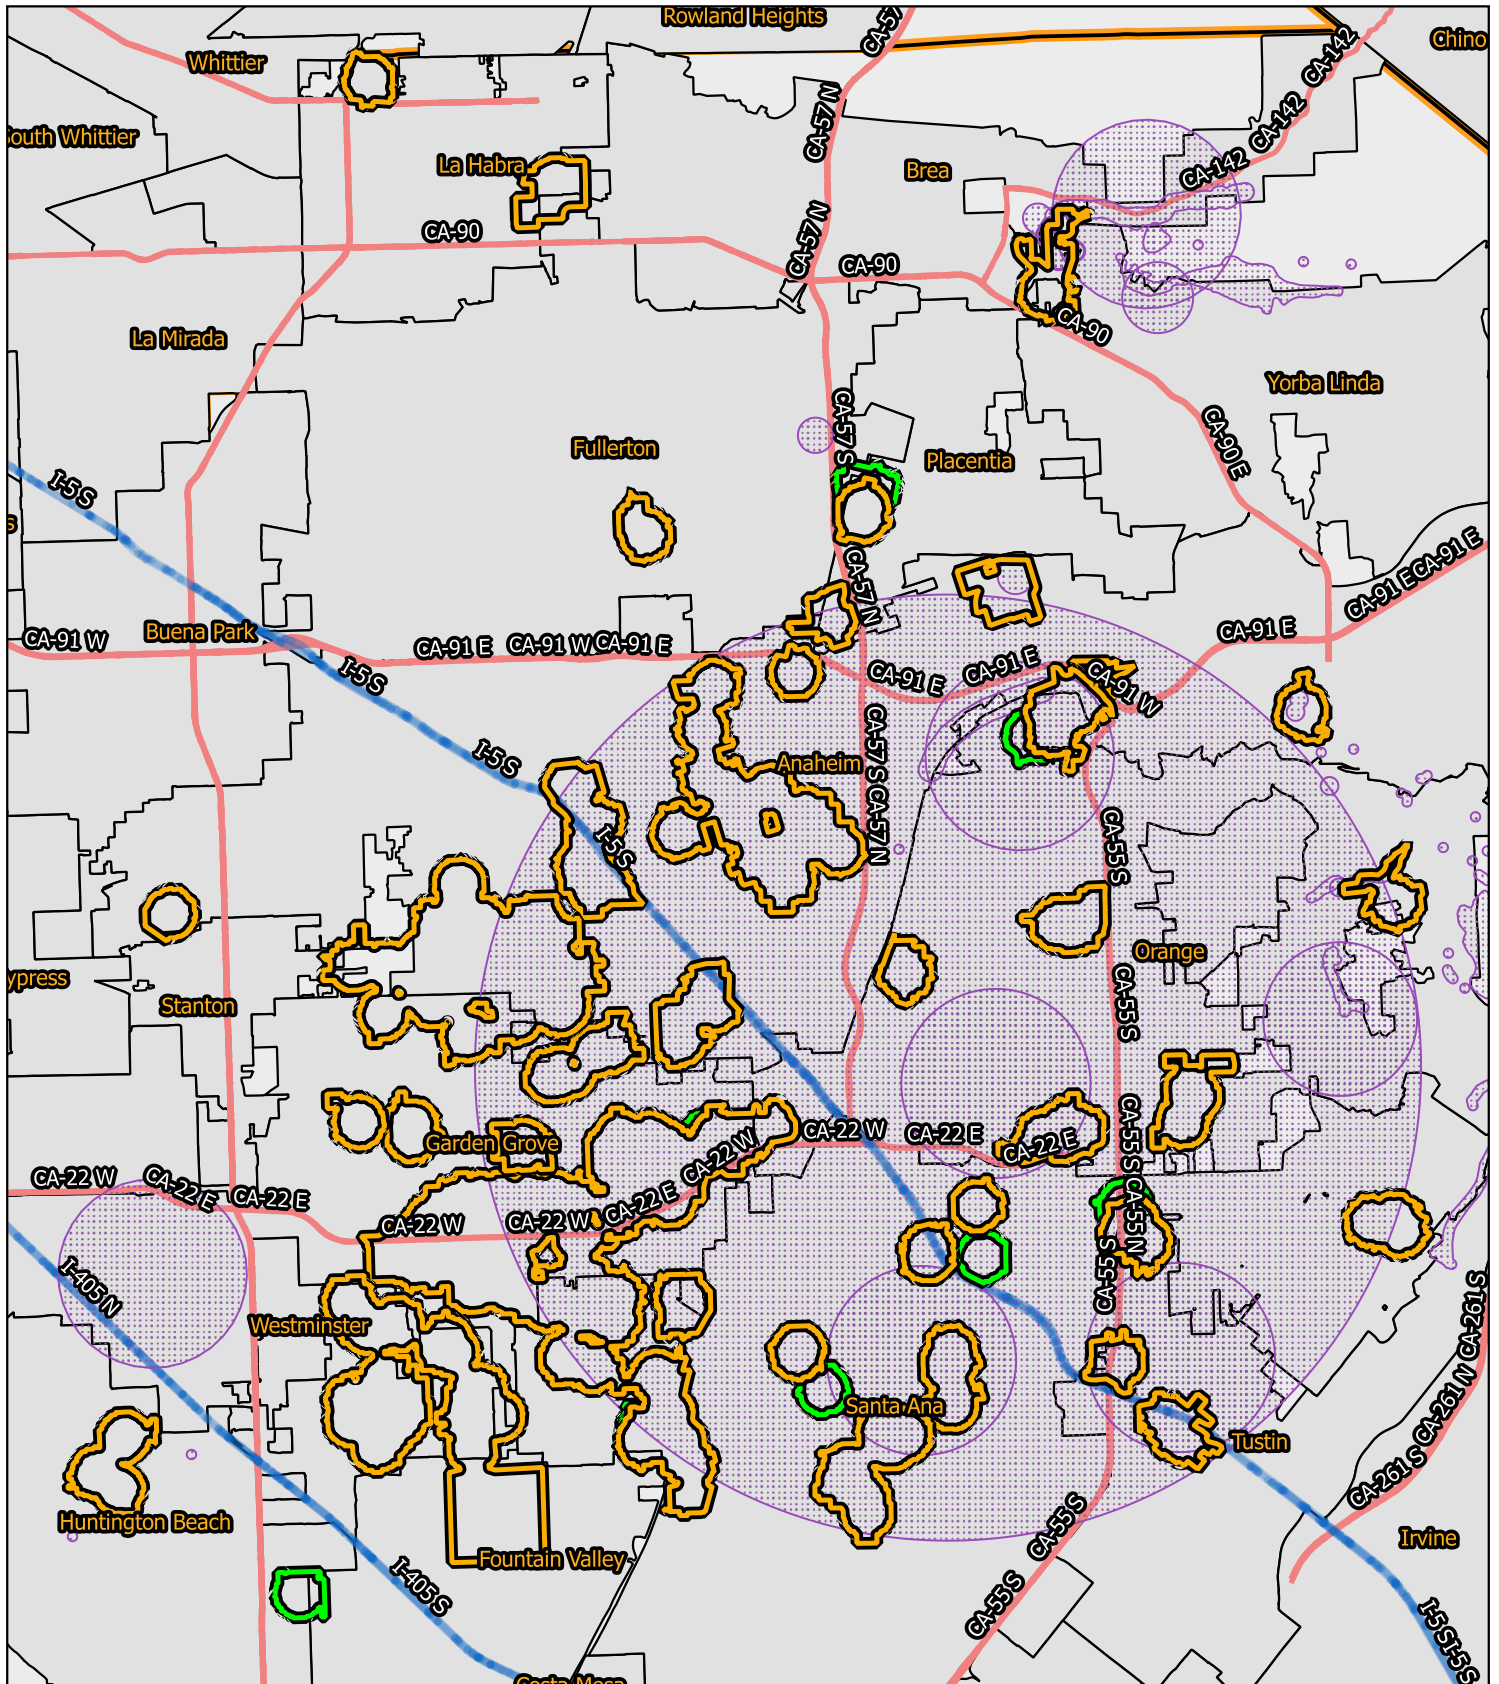 Rowland Heights
CA-57
CA-142
Chino
Whittier
CA-57 N
CA-142
South Whittier
La Habra
Brea
CA-142
CA-90
CA-57 N
CA-90
CA-90
La Mirada
Yorba Linda
CA-57 S
Fullerton
Placentia
CA-90 E
I-5 S
s
CA-57 N
CA-91 E
CA-91 E
Buena Park
CA-91 W
CA-91 E
CA-91 W
CA-91 E
CA-91 E
I-5 S
CA-91 E
CA-91 E
CA-91 W
I-5 S
Anaheim
CA-57 S
CA-57 N
I-5 S
CA-55 S
Orange
ypress
Stanton
CA-55 S
Garden Grove
CA-22 W
CA-22 E
CA-22 E
CA-22 W
CA-55 S
CA-22 W
CA-22 E
CA-22 E
CA-22 W
CA-22 W
CA-22 E
CA-55 N
CA-55 S
I-405 N
Westminster
CA-261 S
Santa Ana
CA-261 N
Tustin
CA-261 S
Huntington Beach
Fountain Valley
CA-55 S
Irvine
I-405 S
CA-55 S
I-5 S
I-5 S
Costa Mesa